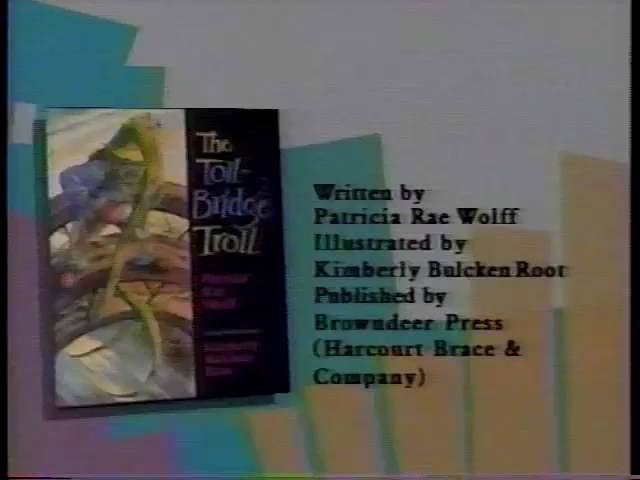 The
Toll-
Bridge
Troll
Written by
Patricia Rae Wolff
Illustrated by
Kimberly Bulcken Root
Published by
Browndeer Press
(Harcourt Brace &
Company)